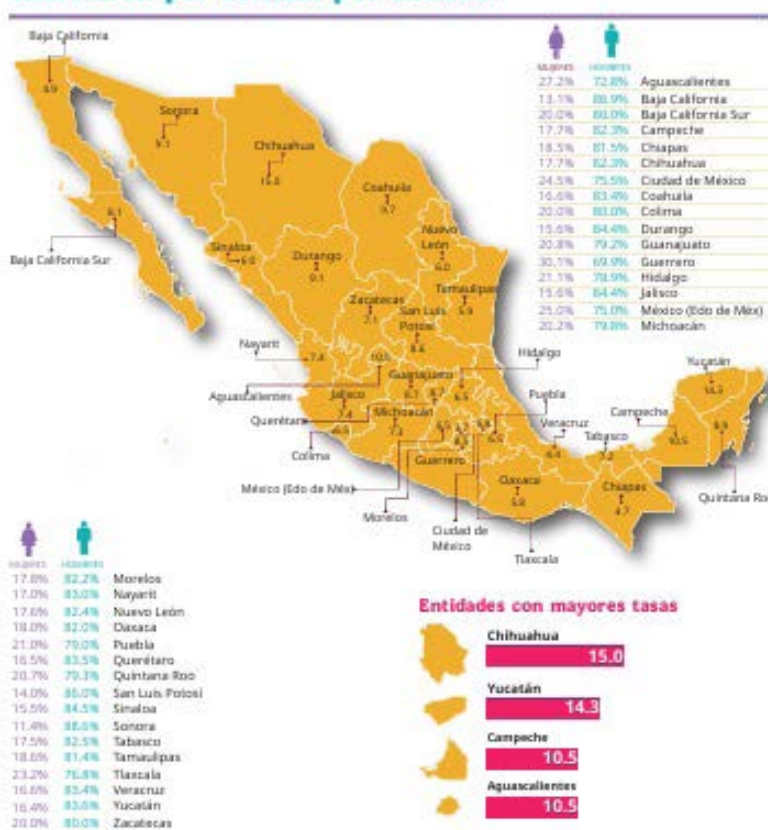 Baja California
8.9
Sonora
9.1
Chihuahua
15.0
Coahuila
9.7
Nuevo
León
6.0
8.1
Baja California Sur
Sinaloa
6.0
Durango
9.1
Zacatecas
7.1
San Luis
Potosí
8.6
Tamaulipas
5.9
Nayarit
7.4
10.5
Aguascalientes
Guanajuato
8.7
6.5
Hidalgo
Jalisco
7.4
Querétaro
Michoacán
7.3
Colima
Guerrero
México (Edo de Méx)
Morelos
Ciudad de
México
Tlaxcala
Puebla
6.5
Veracruz
6.4
Tabasco
7.2
Oaxaca
5.8
Chiapas
4.7
Campeche
10.5
Yucatán
14.3
8.9
Quintana Ro
MUJERES HOMBRES
27.2% 72.8% Aguascalientes
13.1% 86.9% Baja California
20.0% 80.0% Baja California Sur
17.7% 82.3% Campeche
18.5% 81.5% Chiapas
17.7% 82.3% Chihuahua
24.5% 75.5% Ciudad de México
16.6% 83.4% Coahuila
20.0% 80.0% Colima
15.6% 84.4% Durango
20.8% 79.2% Guanajuato
30.1% 69.9% Guerrero
21.1% 78.9% Hidalgo
15.6% 84.4% Jalisco
25.0% 75.0% México (Edo de Méx)
20.2% 79.8% Michoacán
MUJERES HOMBRES
17.8% 82.2% Morelos
17.0% 83.0% Nayarit
17.6% 82.4% Nuevo León
18.0% 82.0% Oaxaca
21.0% 79.0% Puebla
16.5% 83.5% Querétaro
20.7% 79.3% Quintana Roo
14.0% 86.0% San Luis Potosí
15.5% 84.5% Sinaloa
11.4% 88.6% Sonora
17.5% 82.5% Tabasco
18.6% 81.4% Tamaulipas
23.2% 76.8% Tlaxcala
16.6% 83.4% Veracruz
16.4% 83.6% Yucatán
20.0% 80.0% Zacatecas
Entidades con mayores tasas
Chihuahua
15.0
Yucatán
14.3
Campeche
10.5
Aguascalientes
10.5